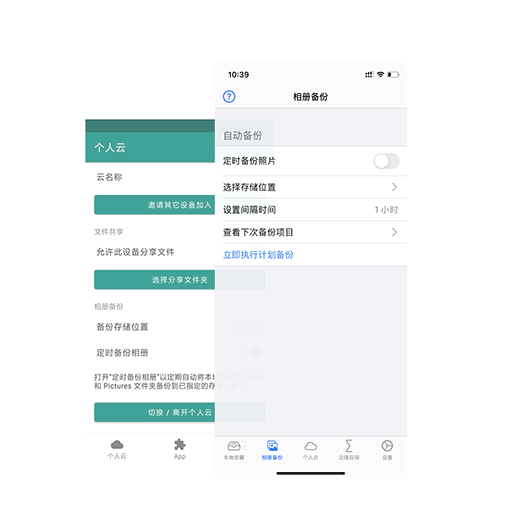 10:39
相册备份
自动备份
定时备份照片
选择存储位置
设置间隔时间
1 小时
查看下次备份项目
立即执行计划备份
本地收藏
相册备份
个人云
云端应用
设置
个人云
云名称
邀请其它设备加入
文件共享
允许此设备分享文件
选择分享文件夹
相册备份
备份存储位置
定时备份相册
打开“定时备份相册”以定期自动将本地
和 Pictures 文件夹备份到已指定的存
切换 / 离开个人云
个人云
App